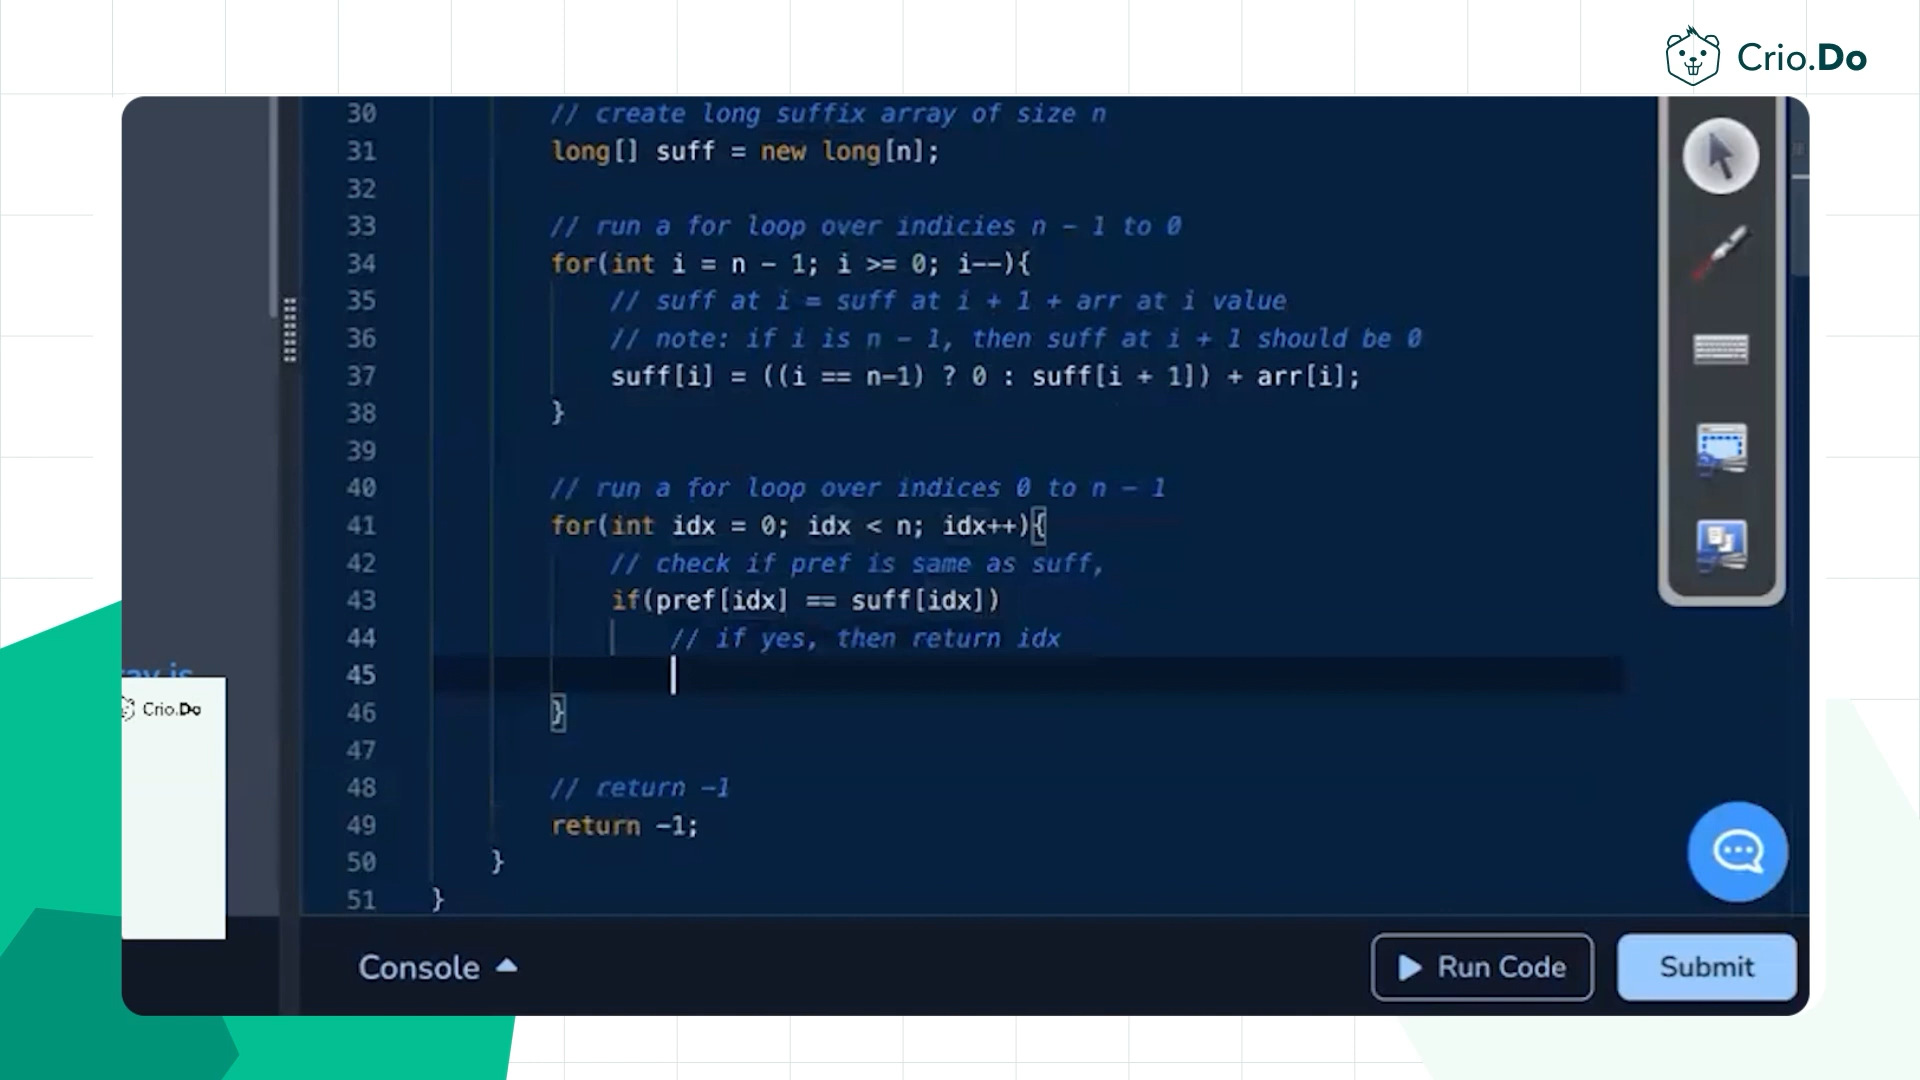 Crio.Do
30 // create long suffix array of size n
31 long[] suff = new long[n];
32
33 // run a for loop over indicies n - 1 to 0
34 for(int i = n - 1; i >= 0; i--){
35 // suff at i = suff at i + 1 + arr at i value
36 // note: if i is n - 1, then suff at i + 1 should be 0
37 suff[i] = ((i == n-1) ? 0 : suff[i + 1]) + arr[i];
38 }
39
40 // run a for loop over indices 0 to n - 1
41 for(int idx = 0; idx < n; idx++){
42 // check if pref is same as suff,
43 if(pref[idx] == suff[idx])
44 // if yes, then return idx
45
46 }
47
48 // return -1
49 return -1;
50 }
51 }
is
Crio.Do
Console
Run Code
Submit